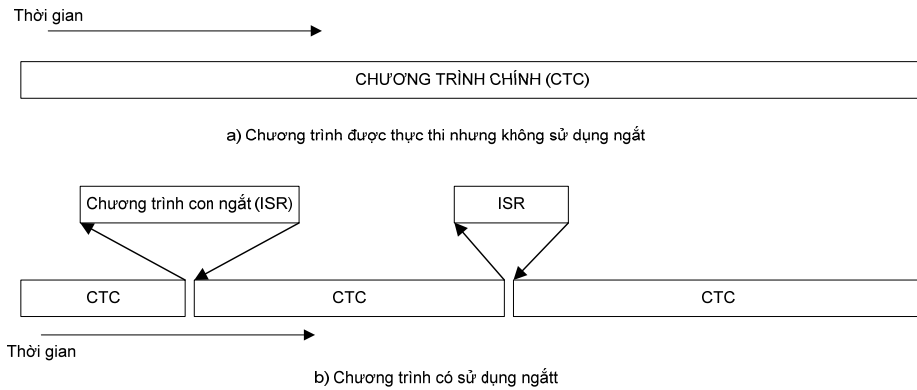 Thời gian
CHƯƠNG TRÌNH CHÍNH (CTC)
a) Chương trình được thực thi nhưng không sử dụng ngắt
Chương trình con ngắt (ISR)
ISR
CTC
CTC
CTC
Thời gian
b) Chương trình có sử dụng ngắtt